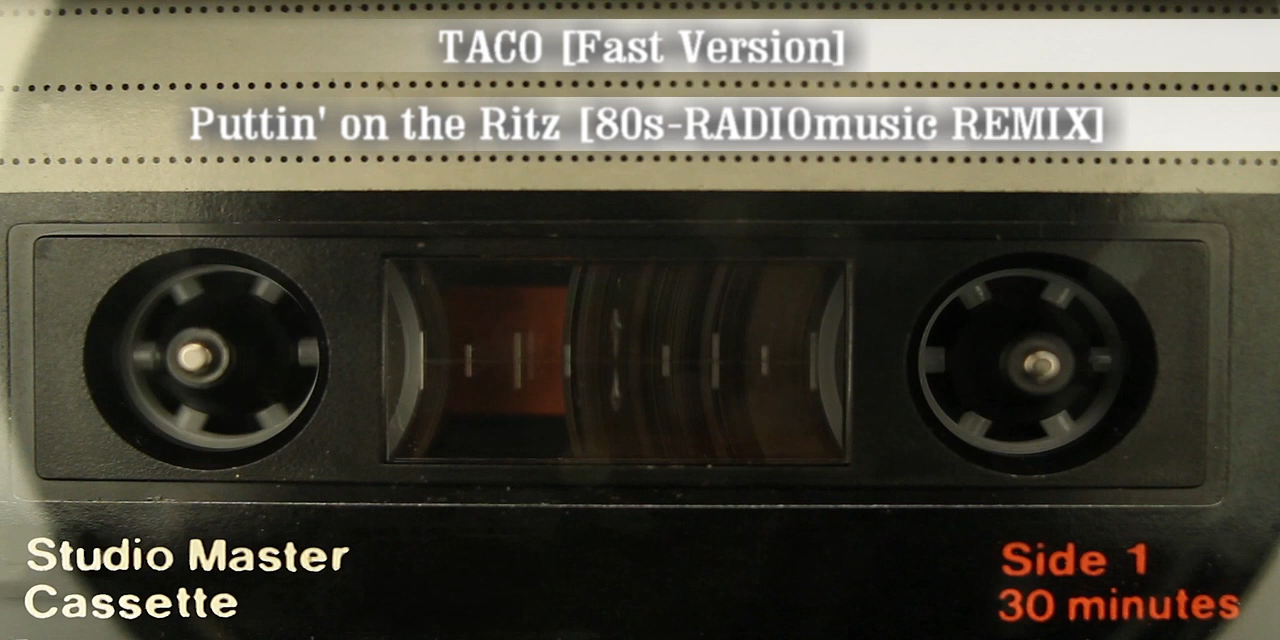 TACO [Fast Version]
Puttin' on the Ritz [80s-RADIOmusic REMIX]
Studio Master
Cassette
Side 1
30 minutes